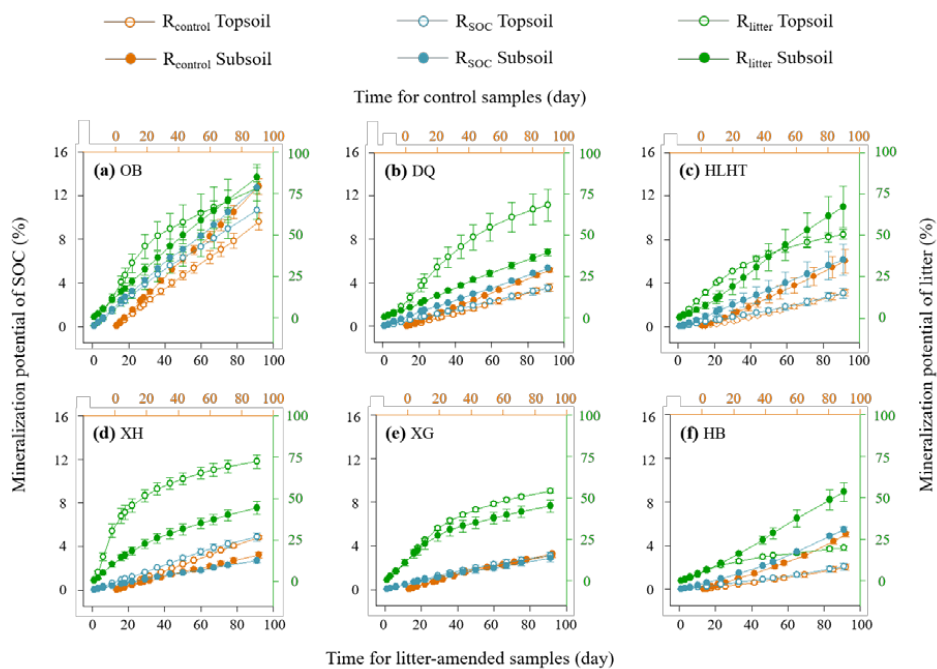 R_control Topsoil R_SOC Topsoil R_litter Topsoil
R_control Subsoil R_SOC Subsoil R_litter Subsoil
Time for control samples (day)
0 20 40 60 80 100 0 20 40 60 80 100 0 20 40 60 80 100
(a) OB (b) DQ (c) HLHT
16 12 8 4 0 100 75 50 25 0
16 12 8 4 0 100 75 50 25 0
16 12 8 4 0 100 75 50 25 0
0 20 40 60 80 100 0 20 40 60 80 100 0 20 40 60 80 100
Mineralization potential of SOC (%)
Mineralization potential of litter (%)
0 20 40 60 80 100 0 20 40 60 80 100 0 20 40 60 80 100
(d) XH (e) XG (f) HB
16 12 8 4 0 100 75 50 25 0
16 12 8 4 0 100 75 50 25 0
16 12 8 4 0 100 75 50 25 0
0 20 40 60 80 100 0 20 40 60 80 100 0 20 40 60 80 100
Time for litter-amended samples (day)